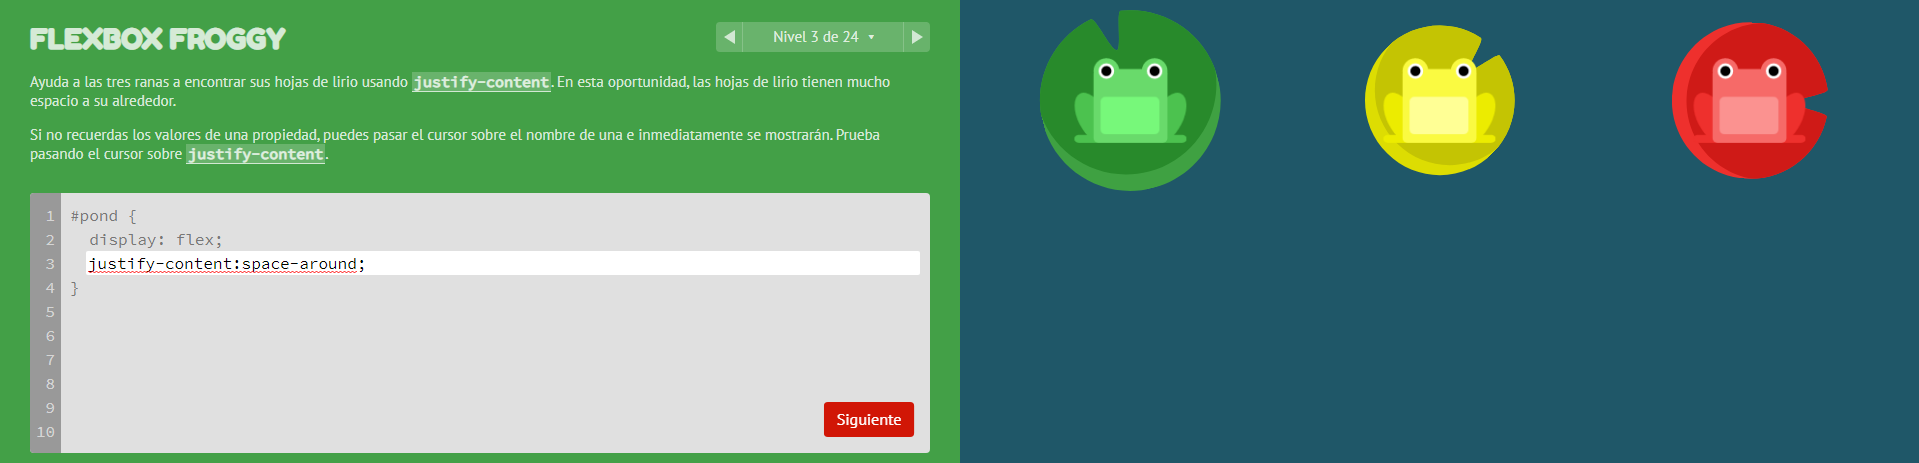 FLEXBOX FROGGY
Nivel 3 de 24
Ayuda a las tres ranas a encontrar sus hojas de lirio usando justify-content. En esta oportunidad, las hojas de lirio tienen mucho
espacio a su alrededor.
Si no recuerdas los valores de una propiedad, puedes pasar el cursor sobre el nombre de una e inmediatamente se mostrarán. Prueba
pasando el cursor sobre justify-content.
1 #pond {
2 display: flex;
3 justify-content:space-around;
4 }
5
6
7
8
9
10
Siguiente